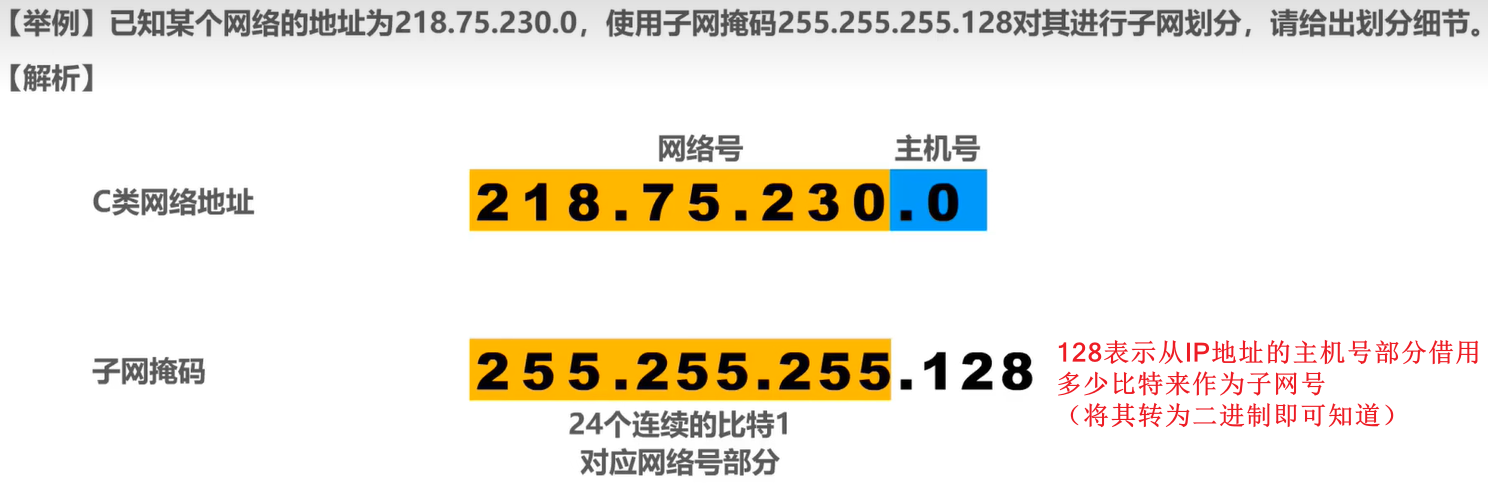 【举例】已知某个网络的地址为218.75.230.0，使用子网掩码255.255.255.128对其进行子网划分，请给出划分细节。
【解析】
网络号 主机号
C类网络地址 218.75.230.0
子网掩码 255.255.255.128
128表示从IP地址的主机号部分借用
多少比特来作为子网号
（将其转为二进制即可知道）
24个连续的比特1
对应网络号部分